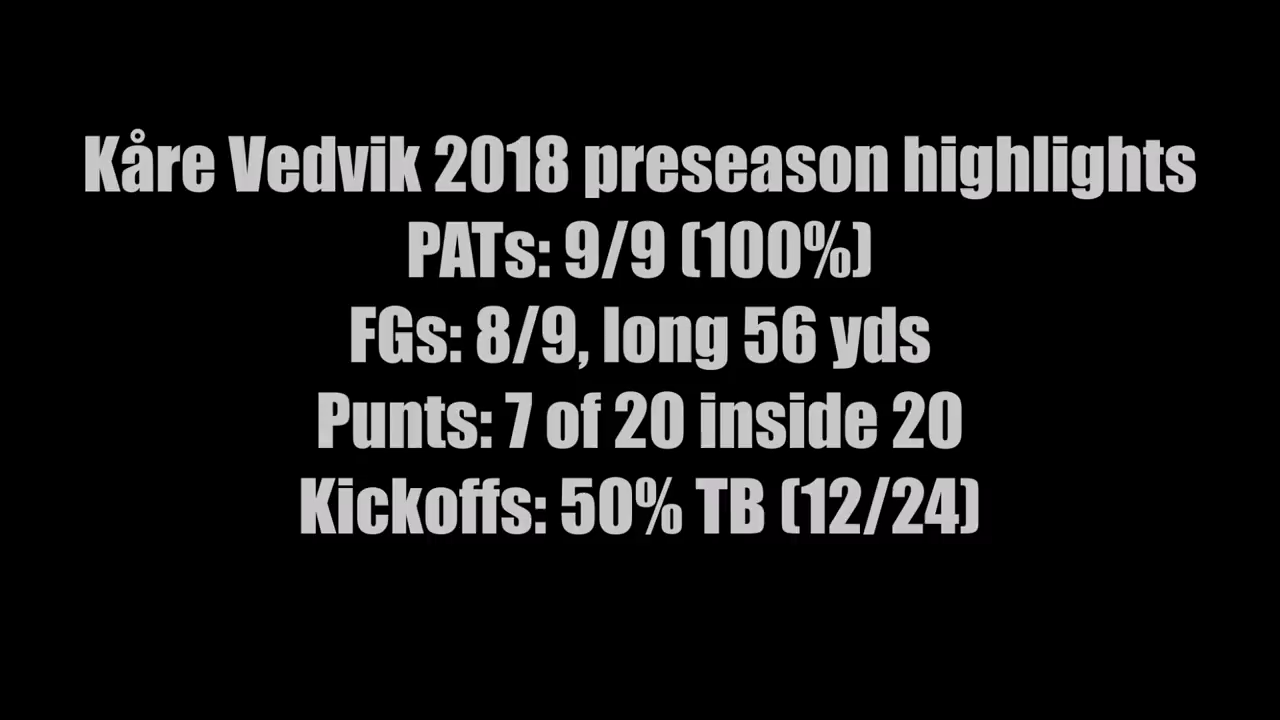 Kåre Vedvik 2018 preseason highlights
PATs: 9/9 (100%)
FGs: 8/9, long 56 yds
Punts: 7 of 20 inside 20
Kickoffs: 50% TB (12/24)